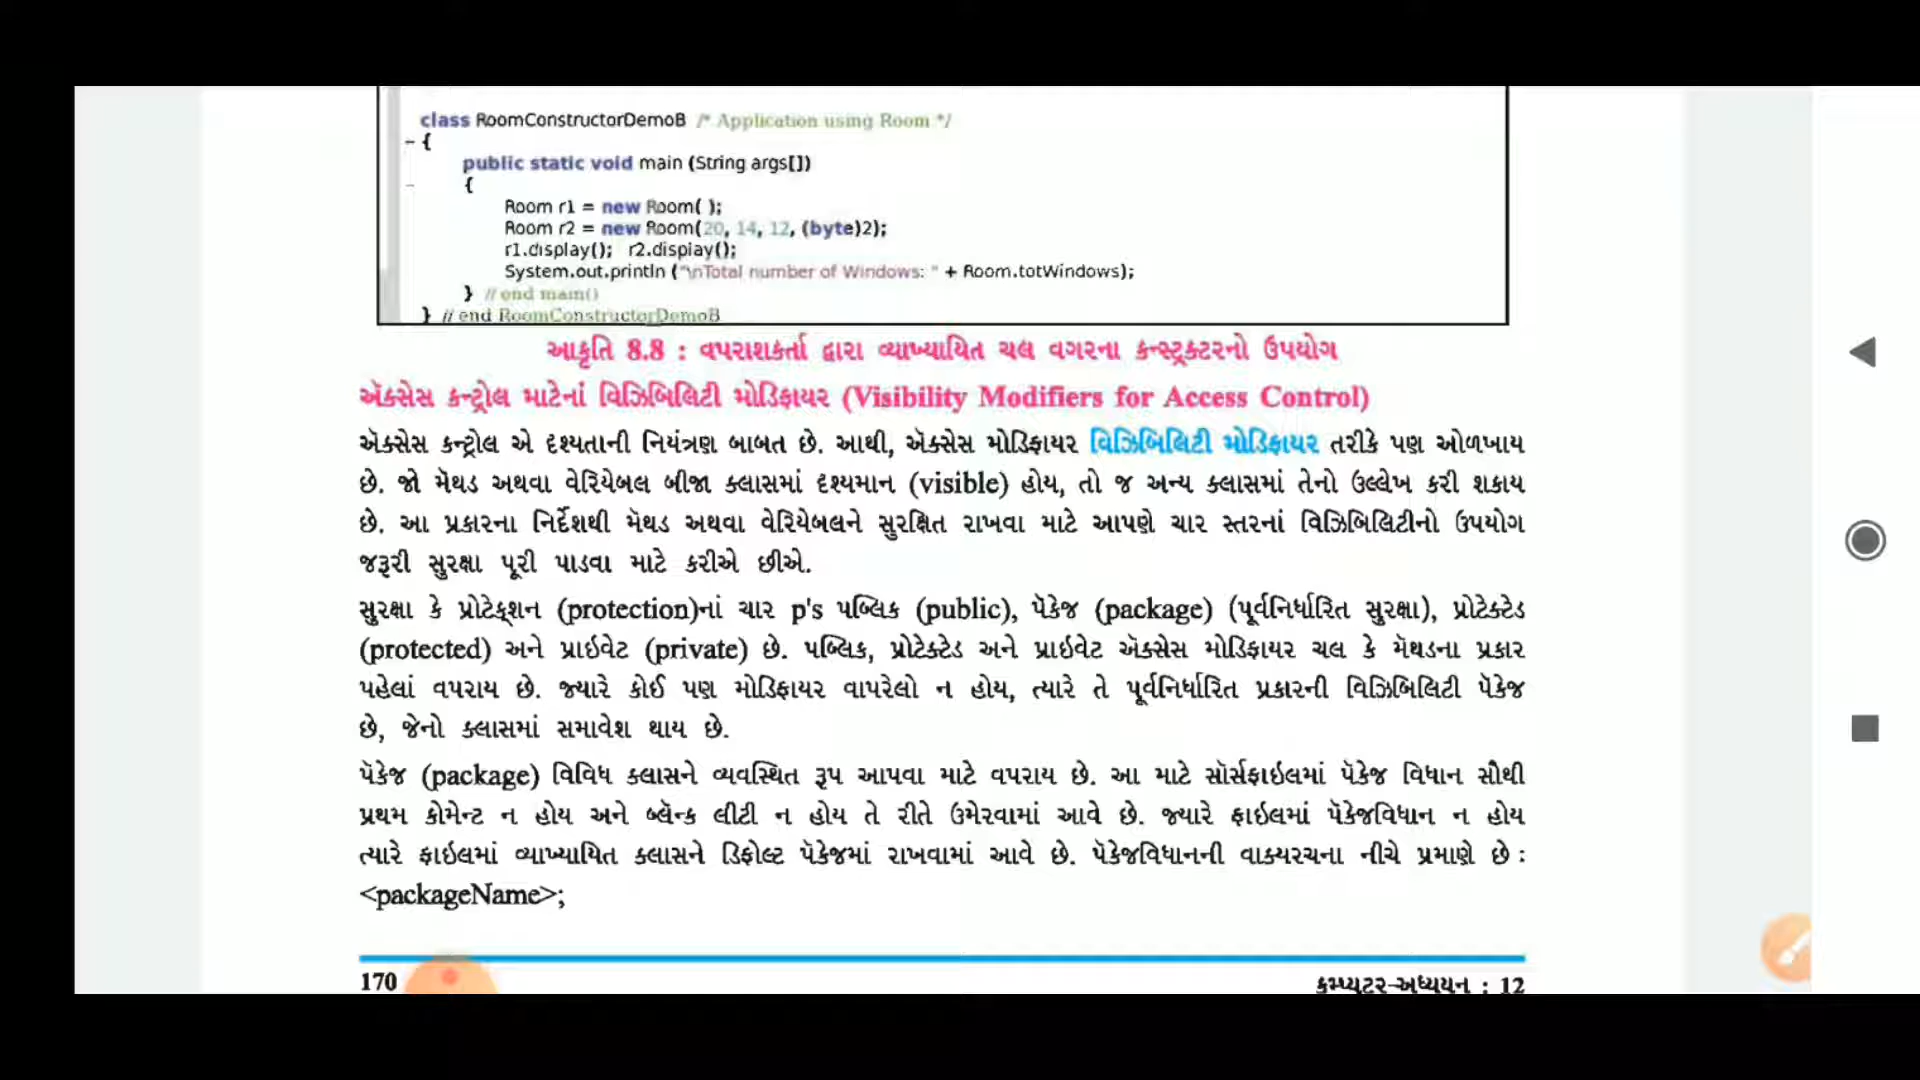 class RoomConstructorDemoB /* Application using Room */
{
public static void main (String args[])
{
Room r1 = new Room( );
Room r2 = new Room(20, 14, 12, (byte)2);
r1.display(); r2.display();
System.out.println ("\nTotal number of Windows: " + Room.totWindows);
} // end main()
} // end RoomConstructorDemoB
આકૃતિ 8.8 : વપરાશકર્તા દ્વારા વ્યાખ્યાયિત ચલ વગરના કન્સ્ટ્રક્ટરનો ઉપયોગ
ઍક્સેસ કન્ટ્રોલ માટેનાં વિઝિબિલિટી મોડિફાયર (Visibility Modifiers for Access Control)
ઍક્સેસ કન્ટ્રોલ એ દૃશ્યતાની નિયંત્રણ બાબત છે. આથી, ઍક્સેસ મોડિફાયર વિઝિબિલિટી મોડિફાયર તરીકે પણ ઓળખાય
છે. જો મૅથડ અથવા વેરિયેબલ બીજા ક્લાસમાં દૃશ્યમાન (visible) હોય, તો જ અન્ય ક્લાસમાં તેનો ઉલ્લેખ કરી શકાય
છે. આ પ્રકારના નિર્દેશથી મૅથડ અથવા વેરિયેબલને સુરક્ષિત રાખવા માટે આપણે ચાર સ્તરનાં વિઝિબિલિટીનો ઉપયોગ
જરૂરી સુરક્ષા પૂરી પાડવા માટે કરીએ છીએ.
સુરક્ષા કે પ્રોટેક્શન (protection)નાં ચાર p's પબ્લિક (public), પૅકેજ (package) (પૂર્વનિર્ધારિત સુરક્ષા), પ્રોટેક્ટેડ
(protected) અને પ્રાઇવેટ (private) છે. પબ્લિક, પ્રોટેક્ટેડ અને પ્રાઇવેટ ઍક્સેસ મોડિફાયર ચલ કે મૅથડના પ્રકાર
પહેલાં વપરાય છે. જ્યારે કોઈ પણ મોડિફાયર વાપરેલો ન હોય, ત્યારે તે પૂર્વનિર્ધારિત પ્રકારની વિઝિબિલિટી પૅકેજ
છે, જેનો ક્લાસમાં સમાવેશ થાય છે.
પૅકેજ (package) વિવિધ ક્લાસને વ્યવસ્થિત રૂપ આપવા માટે વપરાય છે. આ માટે સૉર્સફાઇલમાં પૅકેજ વિધાન સૌથી
પ્રથમ કોમેન્ટ ન હોય અને બ્લૅન્ક લીટી ન હોય તે રીતે ઉમેરવામાં આવે છે. જ્યારે ફાઇલમાં પૅકેજવિધાન ન હોય
ત્યારે ફાઇલમાં વ્યાખ્યાયિત ક્લાસને ડિફોલ્ટ પૅકેજમાં રાખવામાં આવે છે. પૅકેજવિધાનની વાક્યરચના નીચે પ્રમાણે છે :
<packageName>;
170
કમ્પ્યૂટર-અધ્યયન : 12